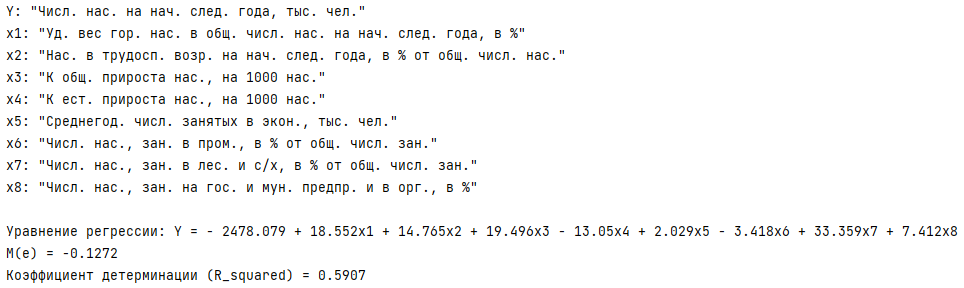 Y: "Числ. нас. на нач. след. года, тыс. чел."
x1: "Уд. вес гор. нас. в общ. числ. нас. на нач. след. года, в %"
x2: "Нас. в трудосп. возр. на нач. след. года, в % от общ. числ. нас."
x3: "К общ. прироста нас., на 1000 нас."
x4: "К ест. прироста нас., на 1000 нас."
x5: "Среднегод. числ. занятых в экон., тыс. чел."
x6: "Числ. нас., зан. в пром., в % от общ. числ. зан."
x7: "Числ. нас., зан. в лес. и с/х, в % от общ. числ. зан."
x8: "Числ. нас., зан. на гос. и мун. предпр. и в орг., в %"
Уравнение регрессии: Y = - 2478.079 + 18.552x1 + 14.765x2 + 19.496x3 - 13.05x4 + 2.029x5 - 3.418x6 + 33.359x7 + 7.412x8
M(e) = -0.1272
Коэффициент детерминации (R_squared) = 0.5907